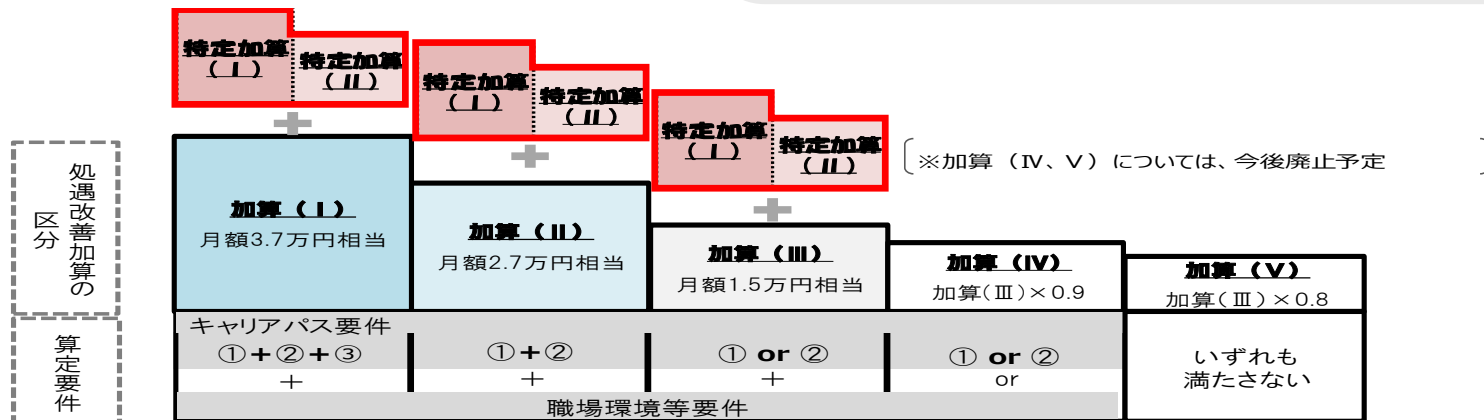 特定加算
(Ⅰ)
特定加算
(Ⅱ)
特定加算
(Ⅰ)
特定加算
(Ⅱ)
特定加算
(Ⅰ)
特定加算
(Ⅱ)
※加算（Ⅳ、Ⅴ）については、今後廃止予定
処遇改善加算の
区分
加算（Ⅰ）
月額3.7万円相当
加算（Ⅱ）
月額2.7万円相当
加算（Ⅲ）
月額1.5万円相当
加算（Ⅳ）
加算(Ⅲ)×0.9
加算（Ⅴ）
加算(Ⅲ)×0.8
算定要件
キャリアパス要件
①+②+③
+
①+②
+
① or ②
+
① or ②
or
いずれも
満たさない
職場環境等要件